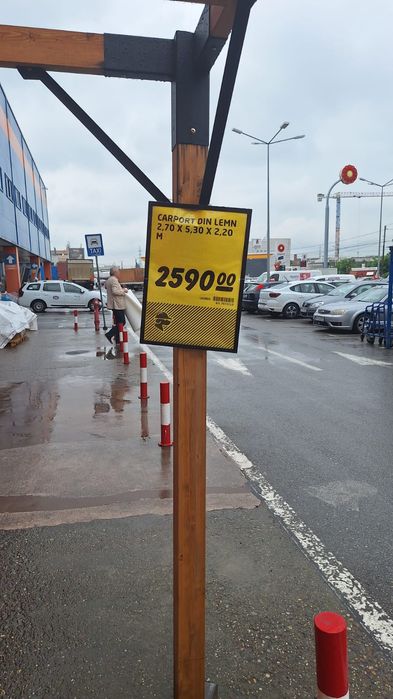 CARPORT DIN LEMN
2,70 X 5,30 X 2,20
M
2590.00
TAXI